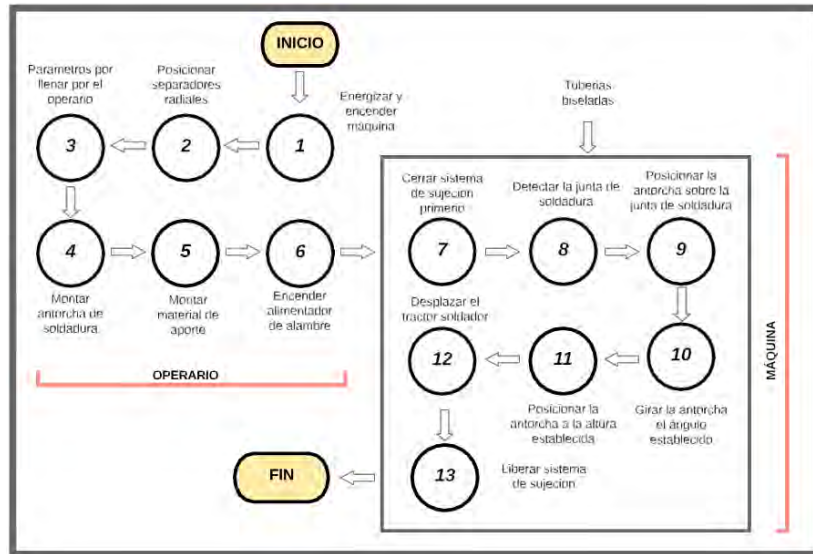 INICIO
Energizar y
encender
máquina
1
Posicionar
separadores
radiales
2
Parametros por
llenar por el
operario
3
4
Montar
antorcha de
soldadura.
5
Montar
material de
aporte
6
Encender
alimentador
de alambre
OPERARIO
Tuberias
biseladas
Cerrar sistema
de sujecion
primerio
7
Detectar la junta de
soldadura
8
Posicionar la
antorcha sobre la
junta de soldadura
9
10
Girar la antorcha
el ángulo
establecido
11
Posicionar la
antorcha a la altura
establecida
Desplazar el
tractor soldador
12
13
Liberar sistema
de sujecion
MÁQUINA
FIN